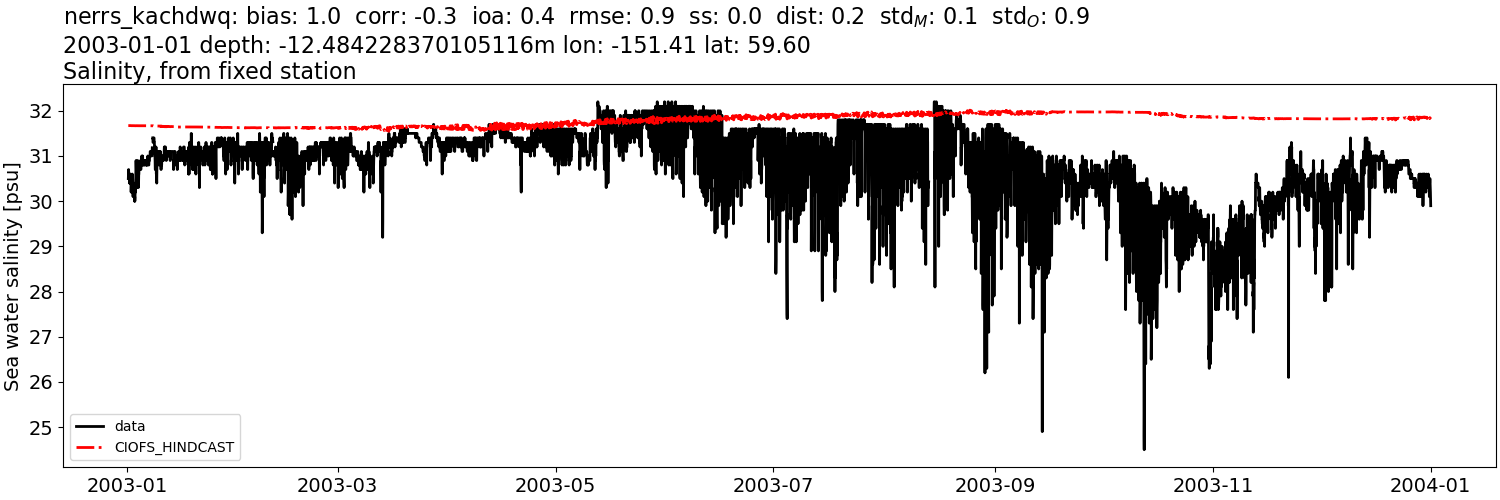 nerrs_kachdwq: bias: 1.0 corr: -0.3 ioa: 0.4 rmse: 0.9 ss: 0.0 dist: 0.2 std_M: 0.1 std_O: 0.9
2003-01-01 depth: -12.484228370105116m lon: -151.41 lat: 59.60
Salinity, from fixed station
Sea water salinity [psu]
32
31
30
29
28
27
26
25
data
CIOFS_HINDCAST
2003-01 2003-03 2003-05 2003-07 2003-09 2003-11 2004-01